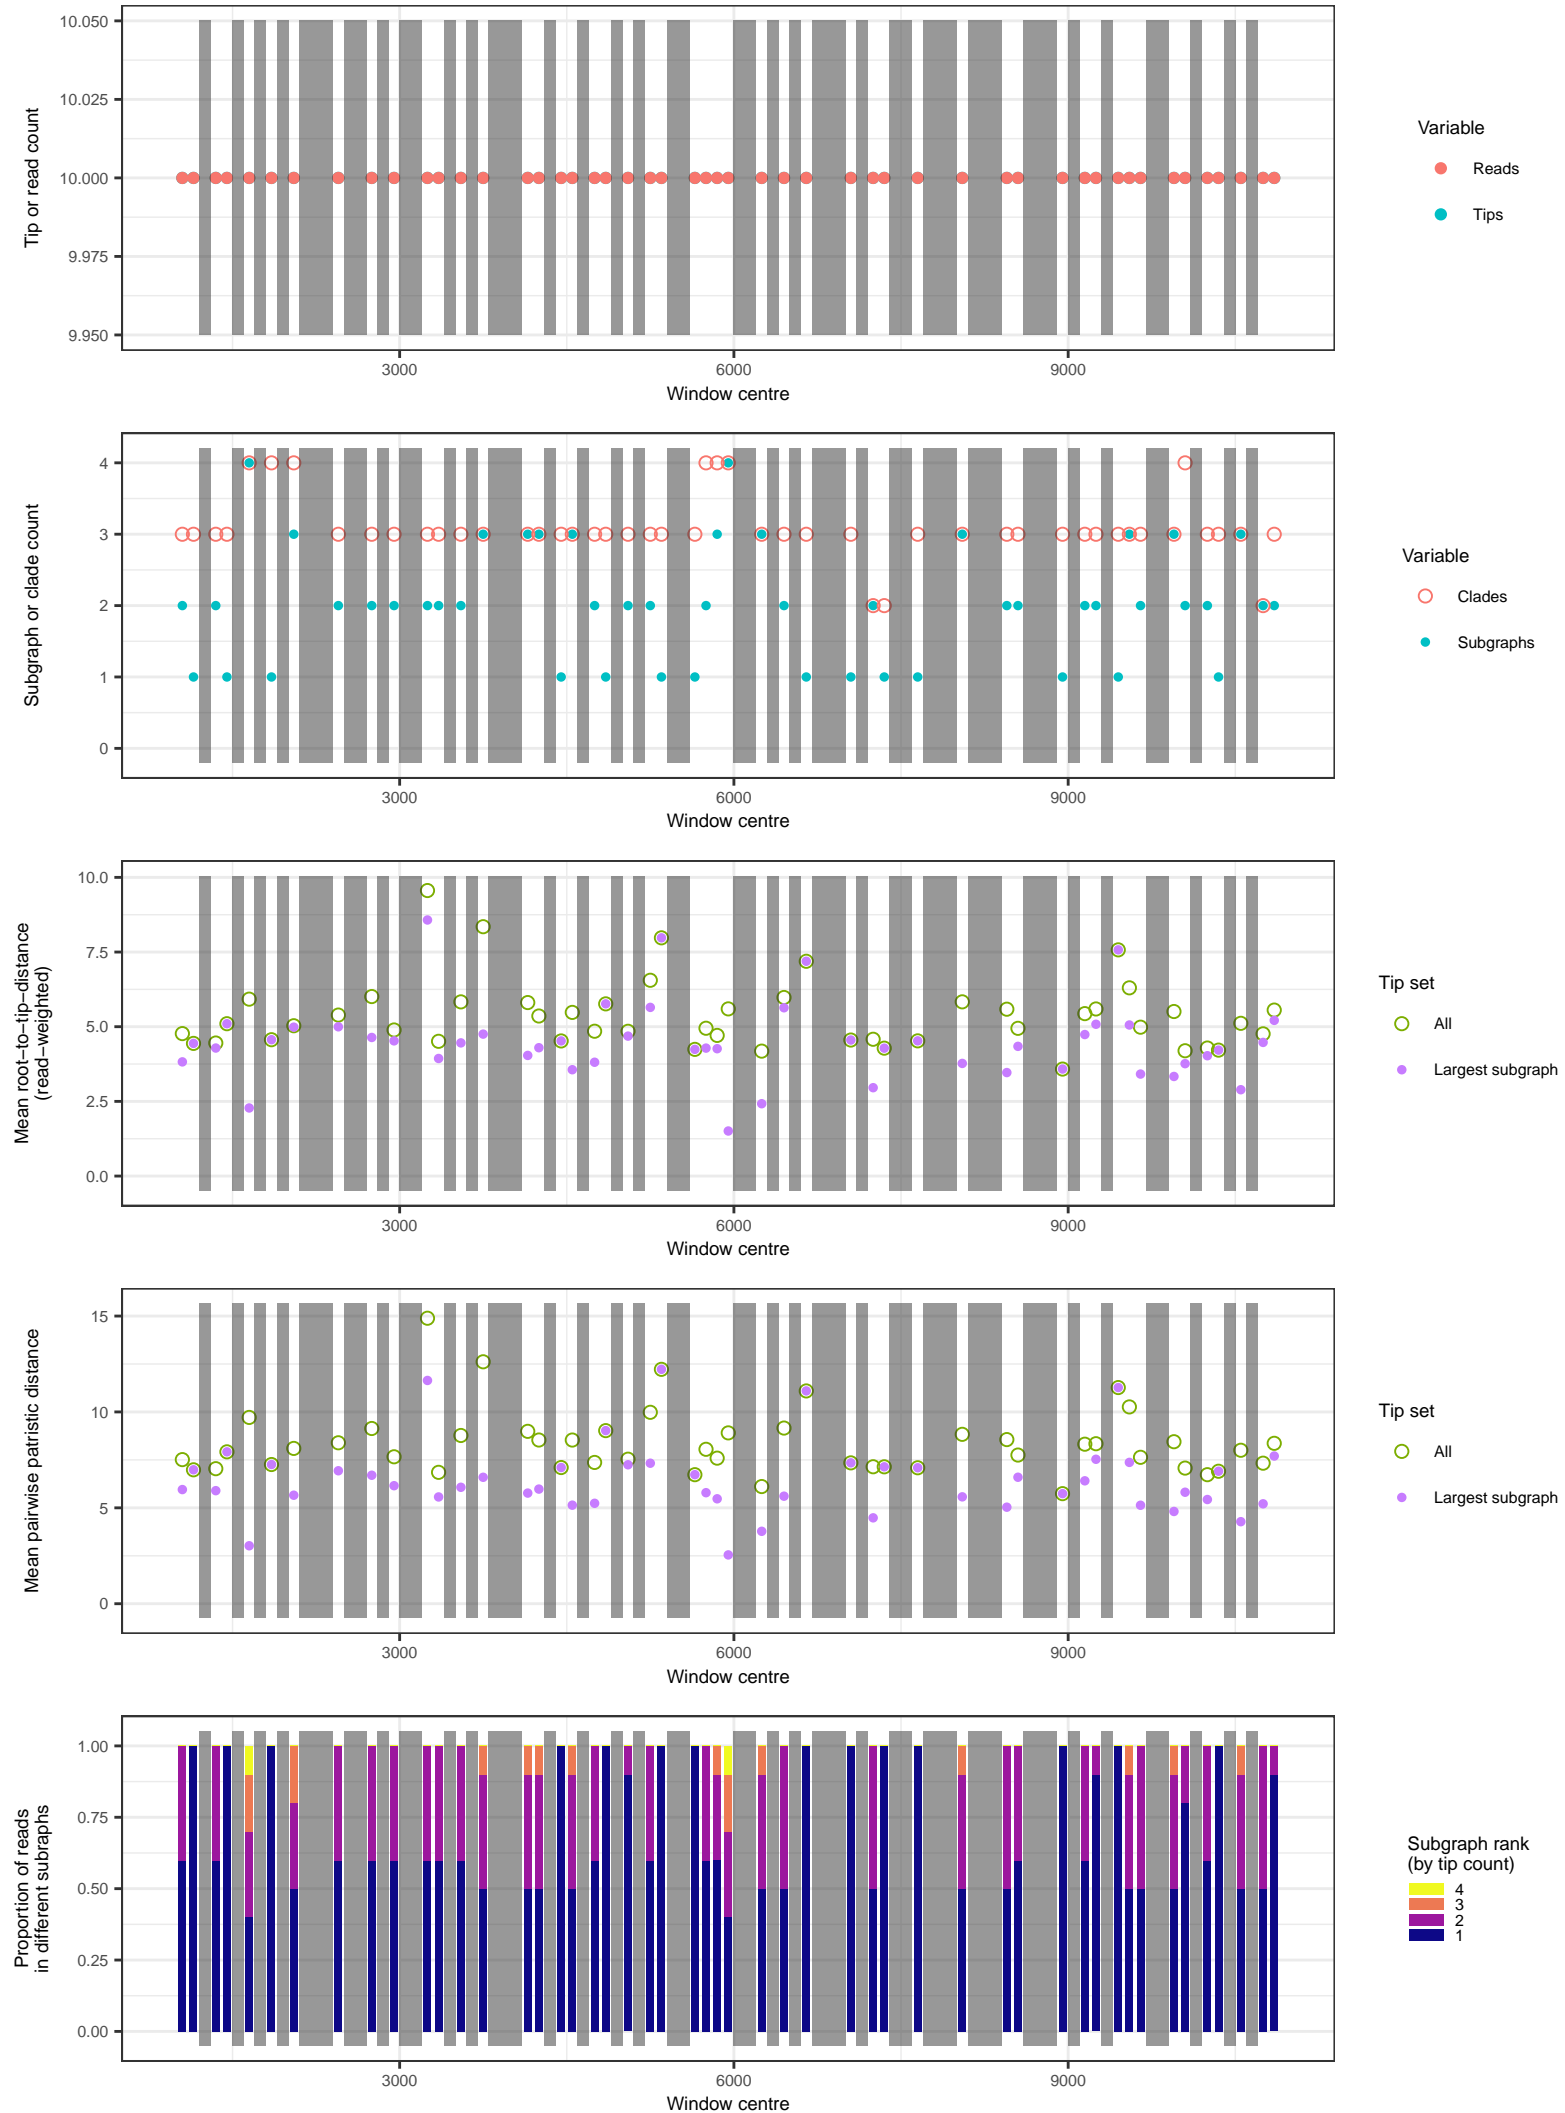 10.050
10.025
10.000
9.975
9.950
Tip or read count
3000 6000 9000
Window centre
Variable
Reads
Tips
4
3
2
1
0
Subgraph or clade count
3000 6000 9000
Window centre
Variable
Clades
Subgraphs
10.0
7.5
5.0
2.5
0.0
Mean root−to−tip−distance
(read−weighted)
3000 6000 9000
Window centre
Tip set
All
Largest subgraph
15
10
5
0
Mean pairwise patristic distance
3000 6000 9000
Window centre
Tip set
All
Largest subgraph
1.00
0.75
0.50
0.25
0.00
Proportion of reads
in different subraphs
3000 6000 9000
Window centre
Subgraph rank
(by tip count)
4
3
2
1